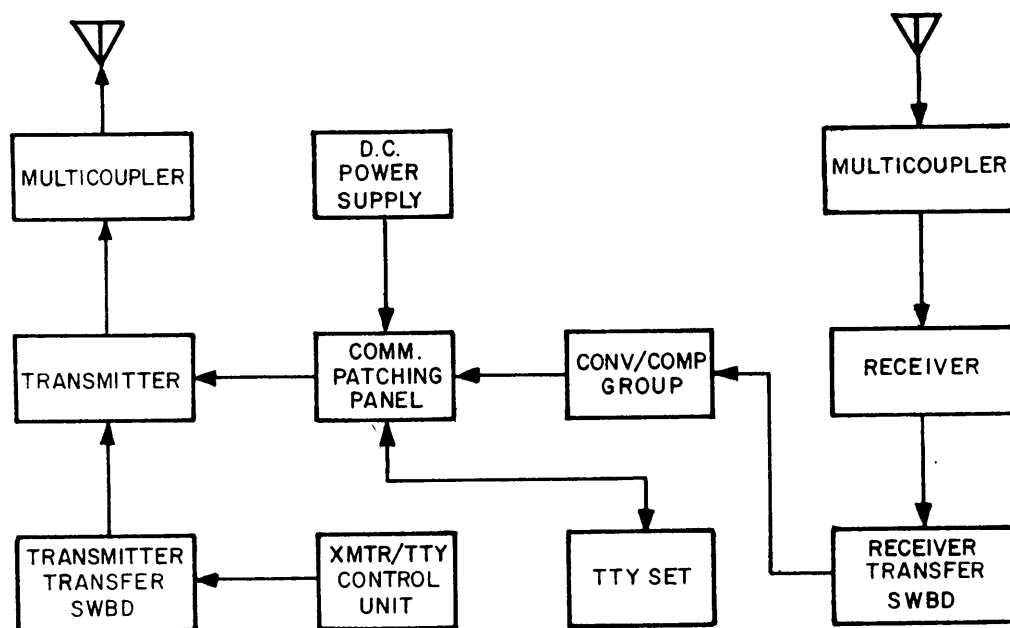 MULTICOUPLER
D.C.
POWER
SUPPLY
MULTICOUPLER
TRANSMITTER
COMM.
PATCHING
PANEL
CONV/COMP
GROUP
RECEIVER
TRANSMITTER
TRANSFER
SWBD
XMTR/TTY
CONTROL
UNIT
TTY SET
RECEIVER
TRANSFER
SWBD